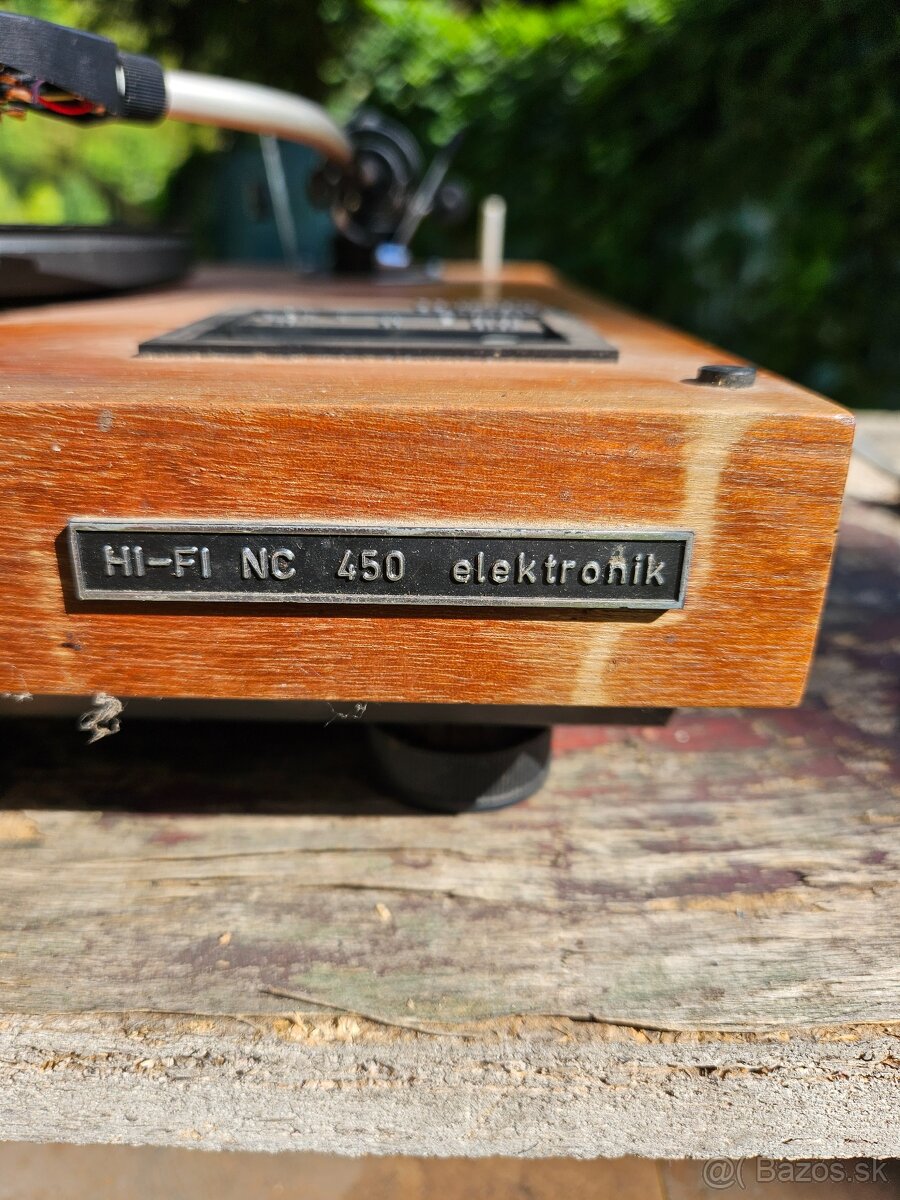 HI-FI NC 450 elektronik
@( Bazos.sk